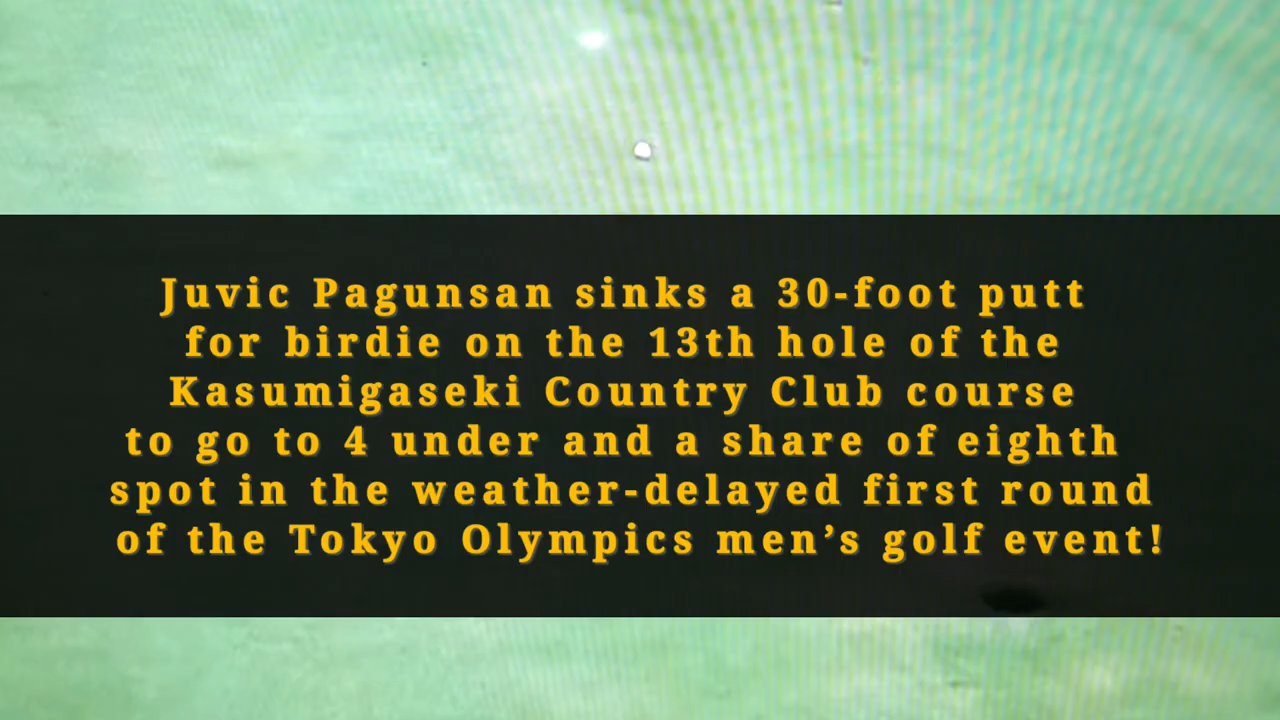 Juvic Pagunsan sinks a 30-foot putt
for birdie on the 13th hole of the
Kasumigaseki Country Club course
to go to 4 under and a share of eighth
spot in the weather-delayed first round
of the Tokyo Olympics men’s golf event!